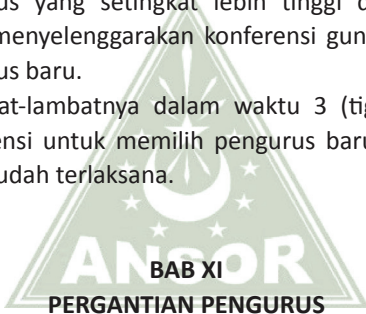 us yang setingkat lebih tinggi d
menyelenggarakan konferensi gun
us baru.
at-lambatnya dalam waktu 3 (tig
ensi untuk memilih pengurus baru
udah terlaksana.
ANSOR
BAB XI
PERGANTIAN PENGURUS